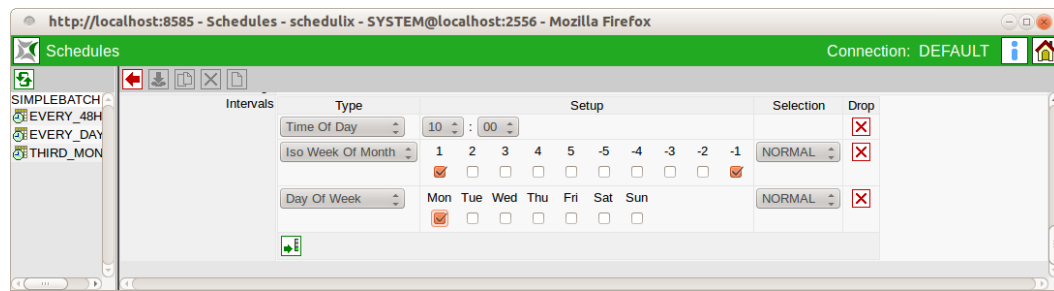 http://localhost:8585 - Schedules - schedulix - SYSTEM@localhost:2556 - Mozilla Firefox
Schedules Connection: DEFAULT
SIMPLEBATCH
EVERY_48H
EVERY_DAY
THIRD_MON
Intervals Type Setup Selection Drop
Time Of Day 10 : 00
Iso Week Of Month 1 2 3 4 5 -5 -4 -3 -2 -1 NORMAL
Day Of Week Mon Tue Wed Thu Fri Sat Sun NORMAL